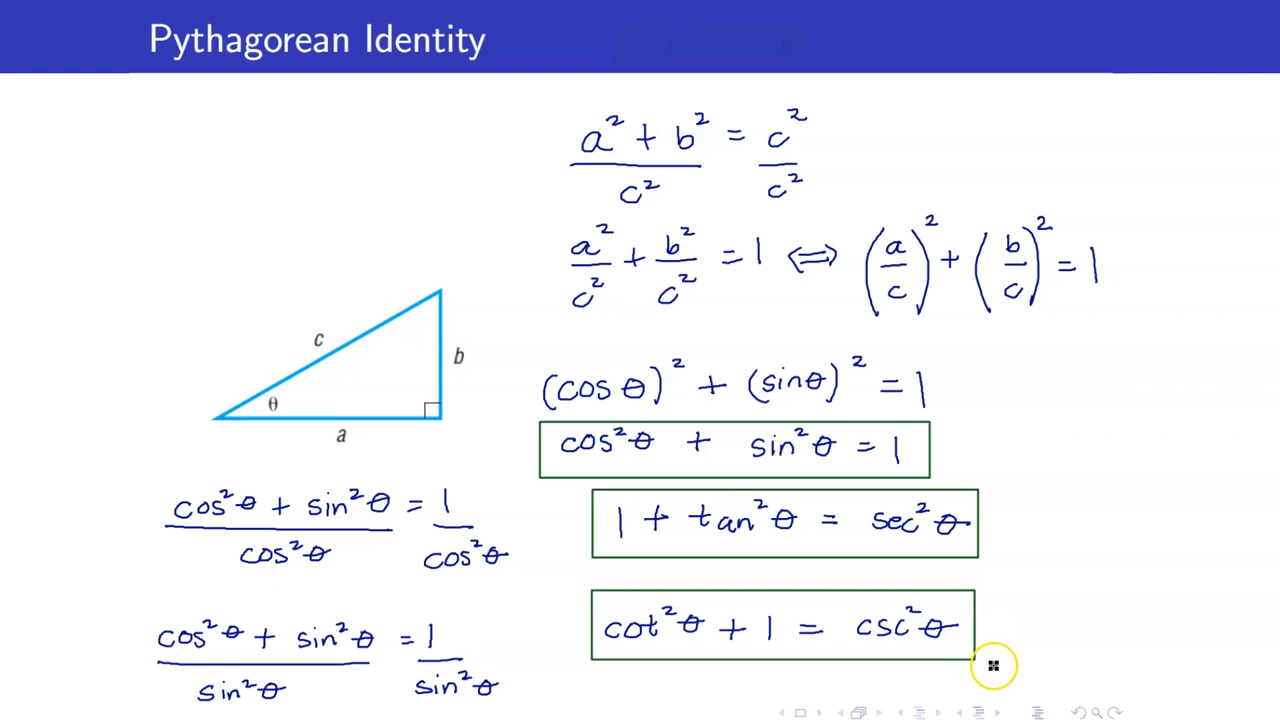 Pythagorean Identity
a² + b² = c²
c² c²
a² + b² = 1 ⟺ (a/c)² + (b/c)² = 1
c² c²
c
b
θ
a
(cos θ)² + (sin θ)² = 1
cos²θ + sin²θ = 1
cos²θ + sin²θ = 1
cos²θ cos²θ
1 + tan²θ = sec²θ
cos²θ + sin²θ = 1
sin²θ sin²θ
cot²θ + 1 = csc²θ